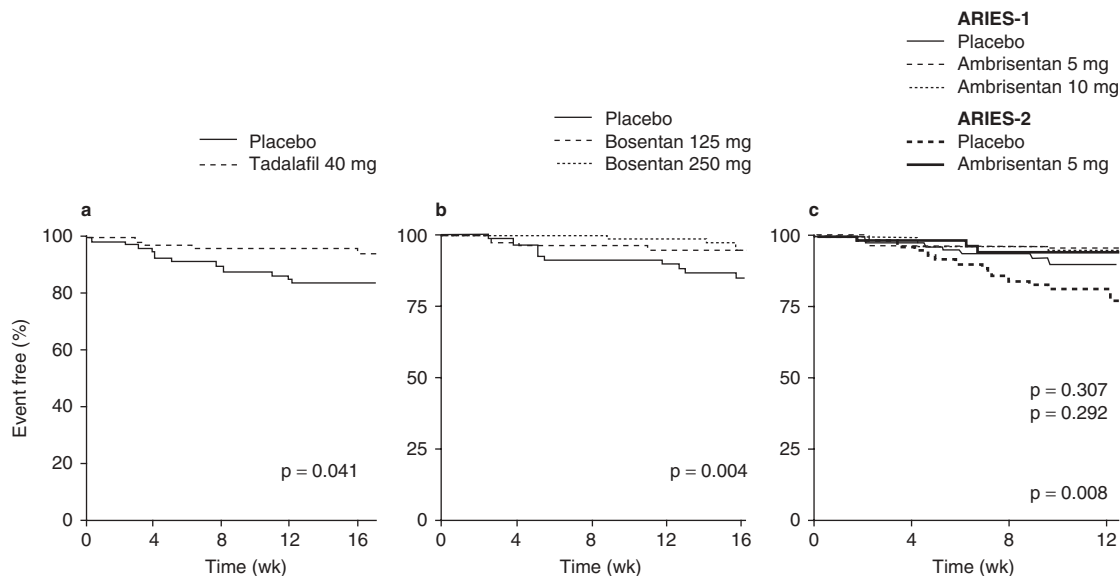 ARIES-1
Placebo
Ambrisentan 5 mg
Ambrisentan 10 mg
ARIES-2
Placebo
Ambrisentan 5 mg
Placebo
Bosentan 125 mg
Bosentan 250 mg
Placebo
Tadalafil 40 mg
a
Event free (%)
100
80
60
40
20
0
p = 0.041
0 4 8 12 16
Time (wk)
b
100
75
50
25
0
p = 0.004
0 4 8 12 16
Time (wk)
c
100
75
50
25
0
p = 0.307
p = 0.292
p = 0.008
0 4 8 12
Time (wk)